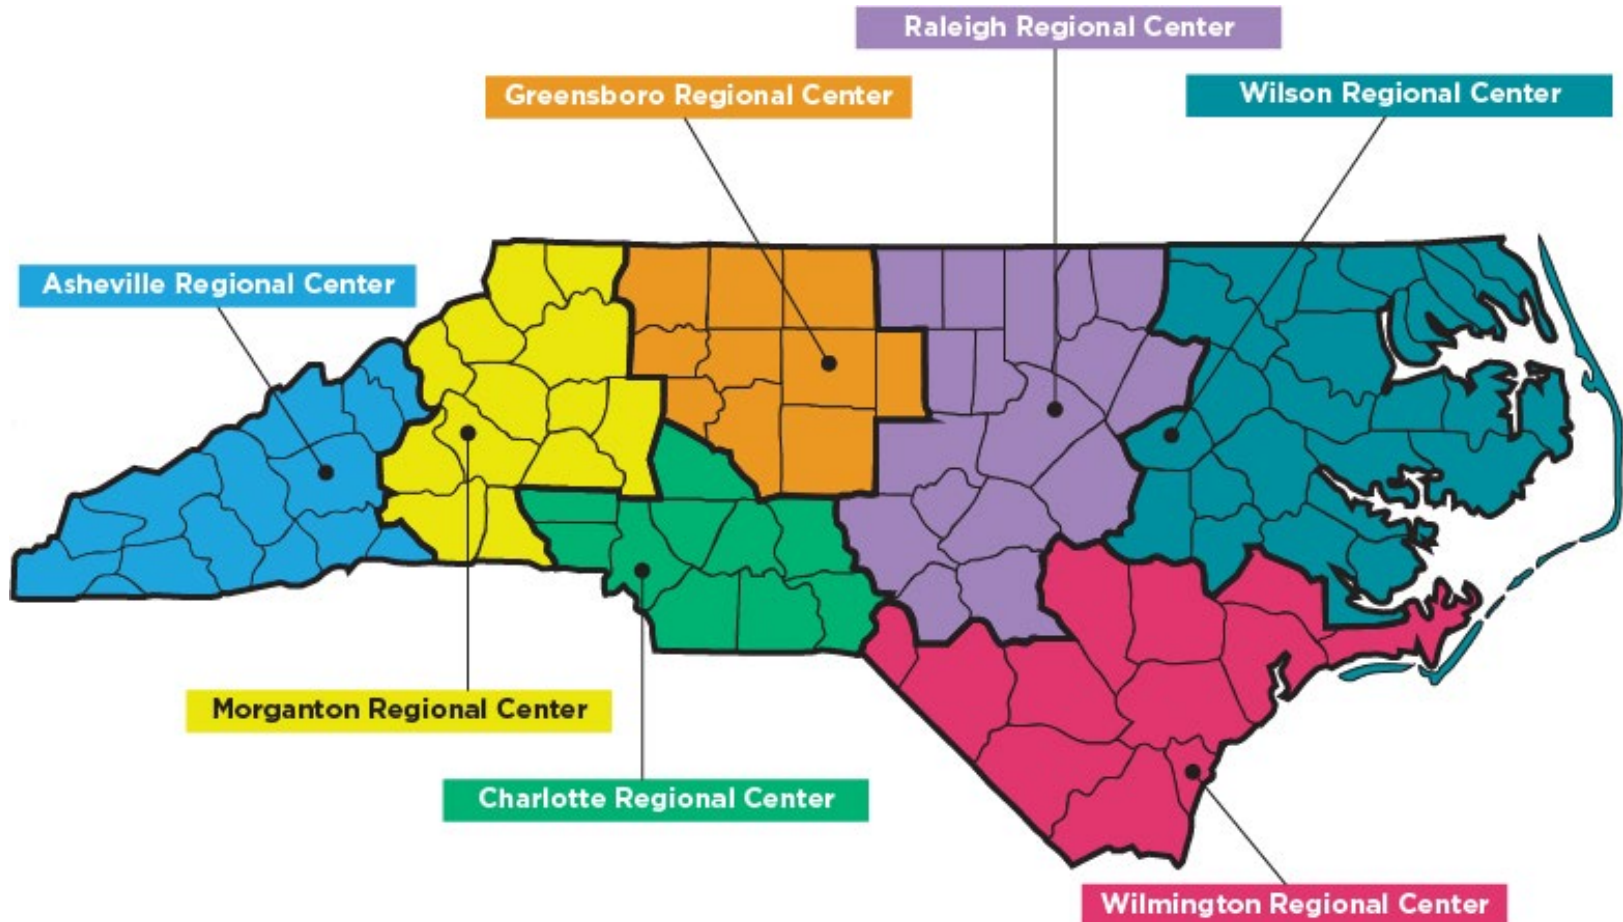 Raleigh Regional Center
Greensboro Regional Center
Wilson Regional Center
Asheville Regional Center
Morganton Regional Center
Charlotte Regional Center
Wilmington Regional Center